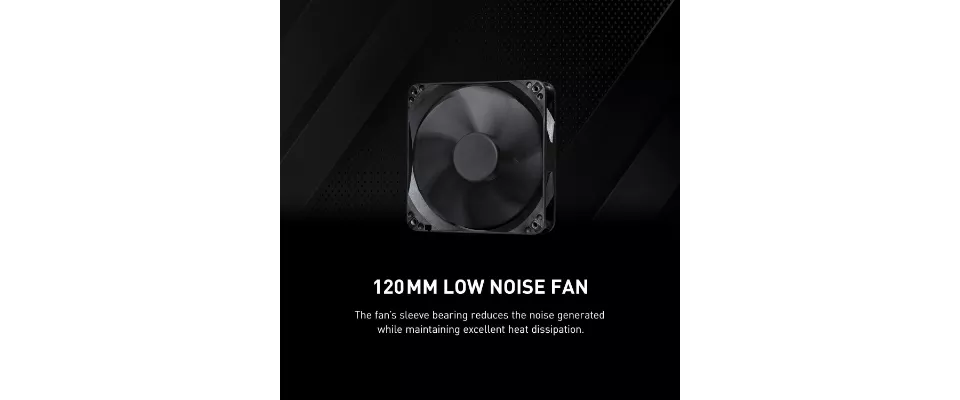 120MM LOW NOISE FAN
The fan's sleeve bearing reduces the noise generated
while maintaining excellent heat dissipation.